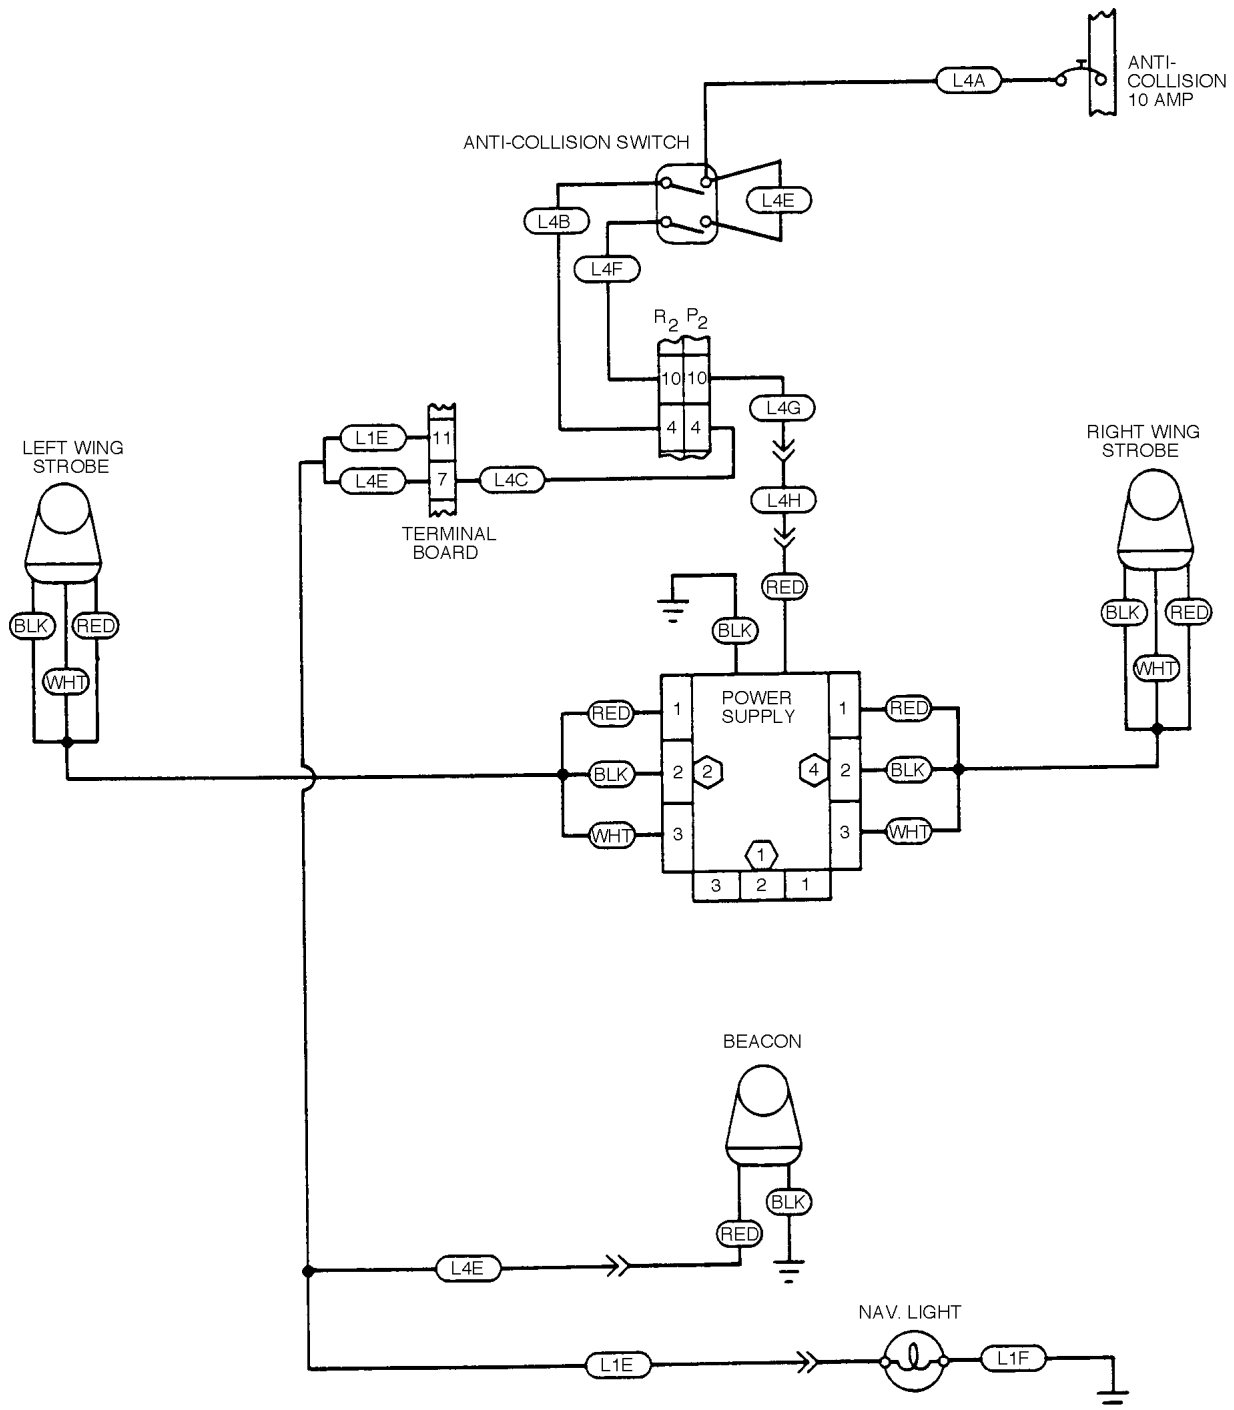 L4A
ANTI-
COLLISION
10 AMP
ANTI-COLLISION SWITCH
L4E
L4B
L4F
R2 P2
10 10
L4G
4 4
L1E 11
L4E 7 L4C
TERMINAL
BOARD
LEFT WING
STROBE
RIGHT WING
STROBE
L4H
RED
BLK
BLK RED
WHT
BLK RED
WHT
POWER
SUPPLY
RED 1
BLK 2 2
WHT 3
1 RED
4 2 BLK
3 WHT
1
3 2 1
BEACON
BLK
RED
L4E
NAV. LIGHT
L1E
L1F